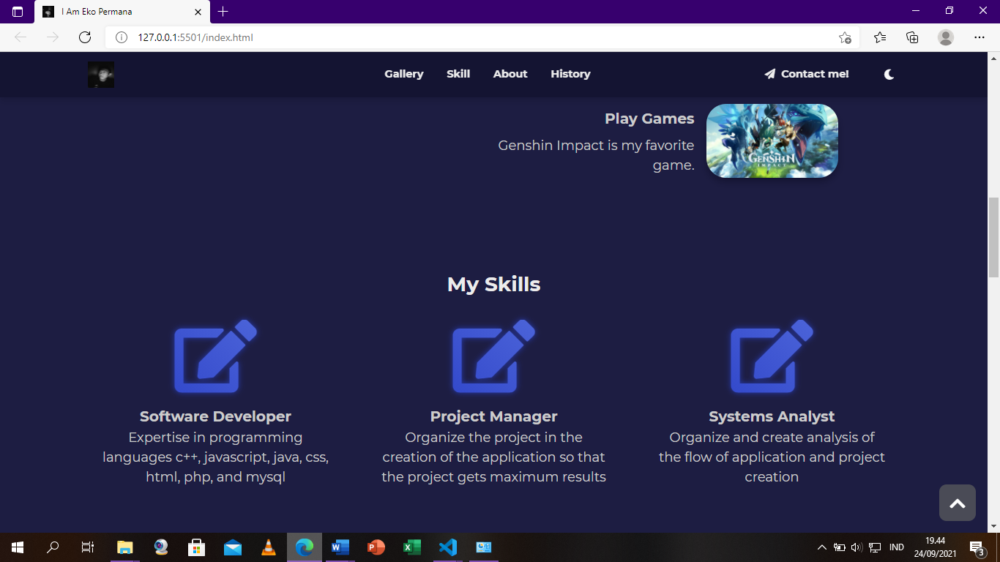 I Am Eko Permana
127.0.0.1:5501/index.html
Gallery Skill About History Contact me!
Play Games
Genshin Impact is my favorite
game.
GENSHIN
IMPACT
My Skills
Software Developer
Expertise in programming
languages c++, javascript, java, css,
html, php, and mysql
Project Manager
Organize the project in the
creation of the application so that
the project gets maximum results
Systems Analyst
Organize and create analysis of
the flow of application and project
creation
IND
19.44
24/09/2021
3